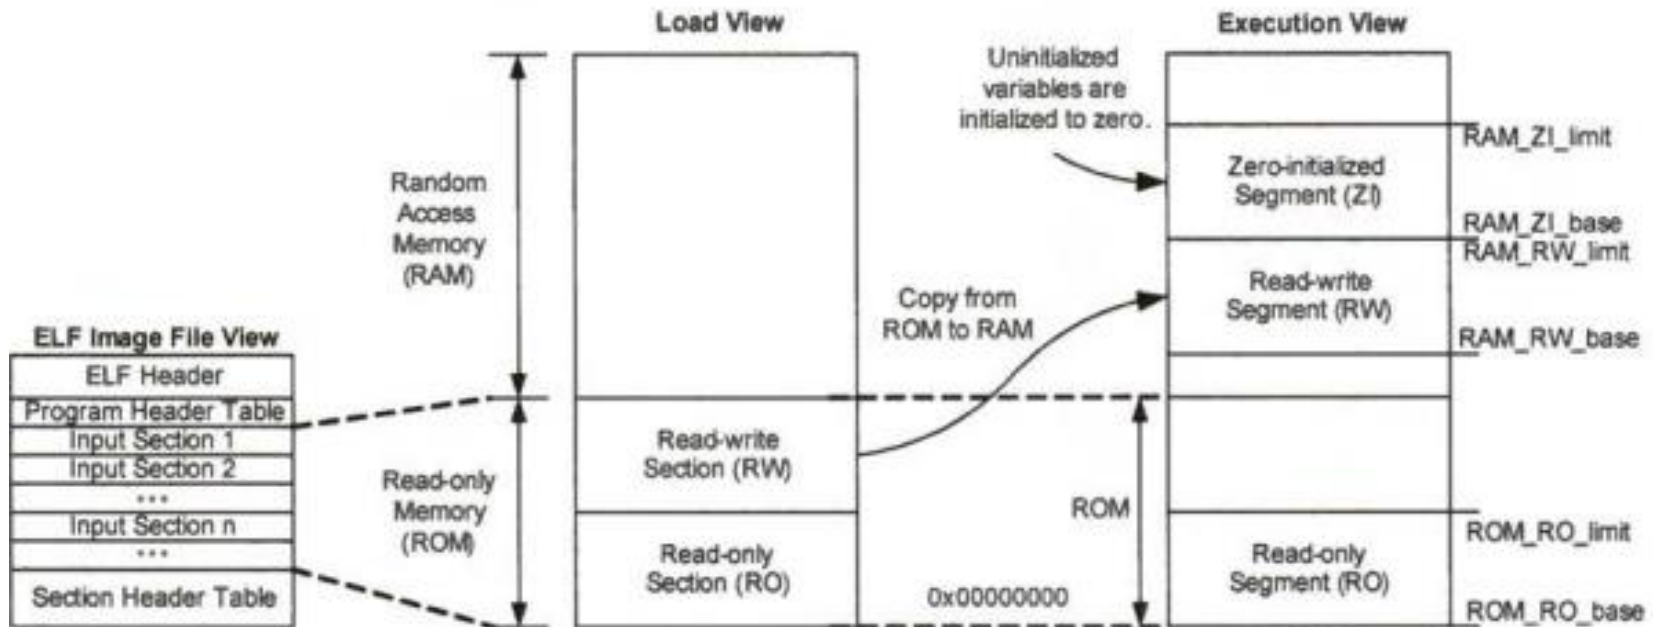 Load View
Execution View
Uninitialized
variables are
initialized to zero.
RAM_ZI_limit
Random
Access
Memory
(RAM)
Zero-initialized
Segment (ZI)
RAM_ZI_base
RAM_RW_limit
Copy from
ROM to RAM
Read-write
Segment (RW)
RAM_RW_base
ELF Image File View
ELF Header
Program Header Table
Input Section 1
Input Section 2
...
Input Section n
...
Section Header Table
Read-only
Memory
(ROM)
Read-write
Section (RW)
Read-only
Section (RO)
0x00000000
ROM
ROM_RO_limit
Read-only
Segment (RO)
ROM_RO_base